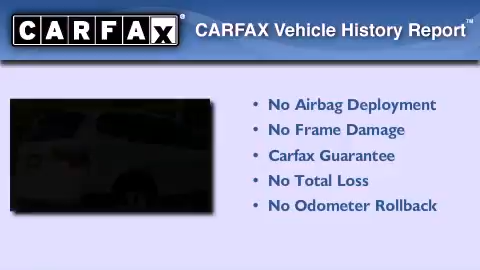 CARFAX® CARFAX Vehicle History Report™
• No Airbag Deployment
• No Frame Damage
• Carfax Guarantee
• No Total Loss
• No Odometer Rollback